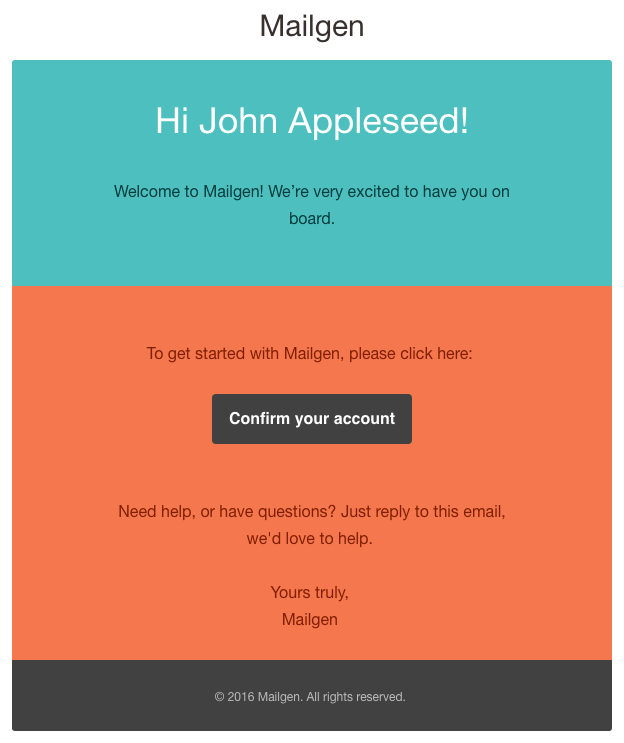 Mailgen
Hi John Appleseed!
Welcome to Mailgen! We’re very excited to have you on
board.
To get started with Mailgen, please click here:
Confirm your account
Need help, or have questions? Just reply to this email,
we'd love to help.
Yours truly,
Mailgen
© 2016 Mailgen. All rights reserved.